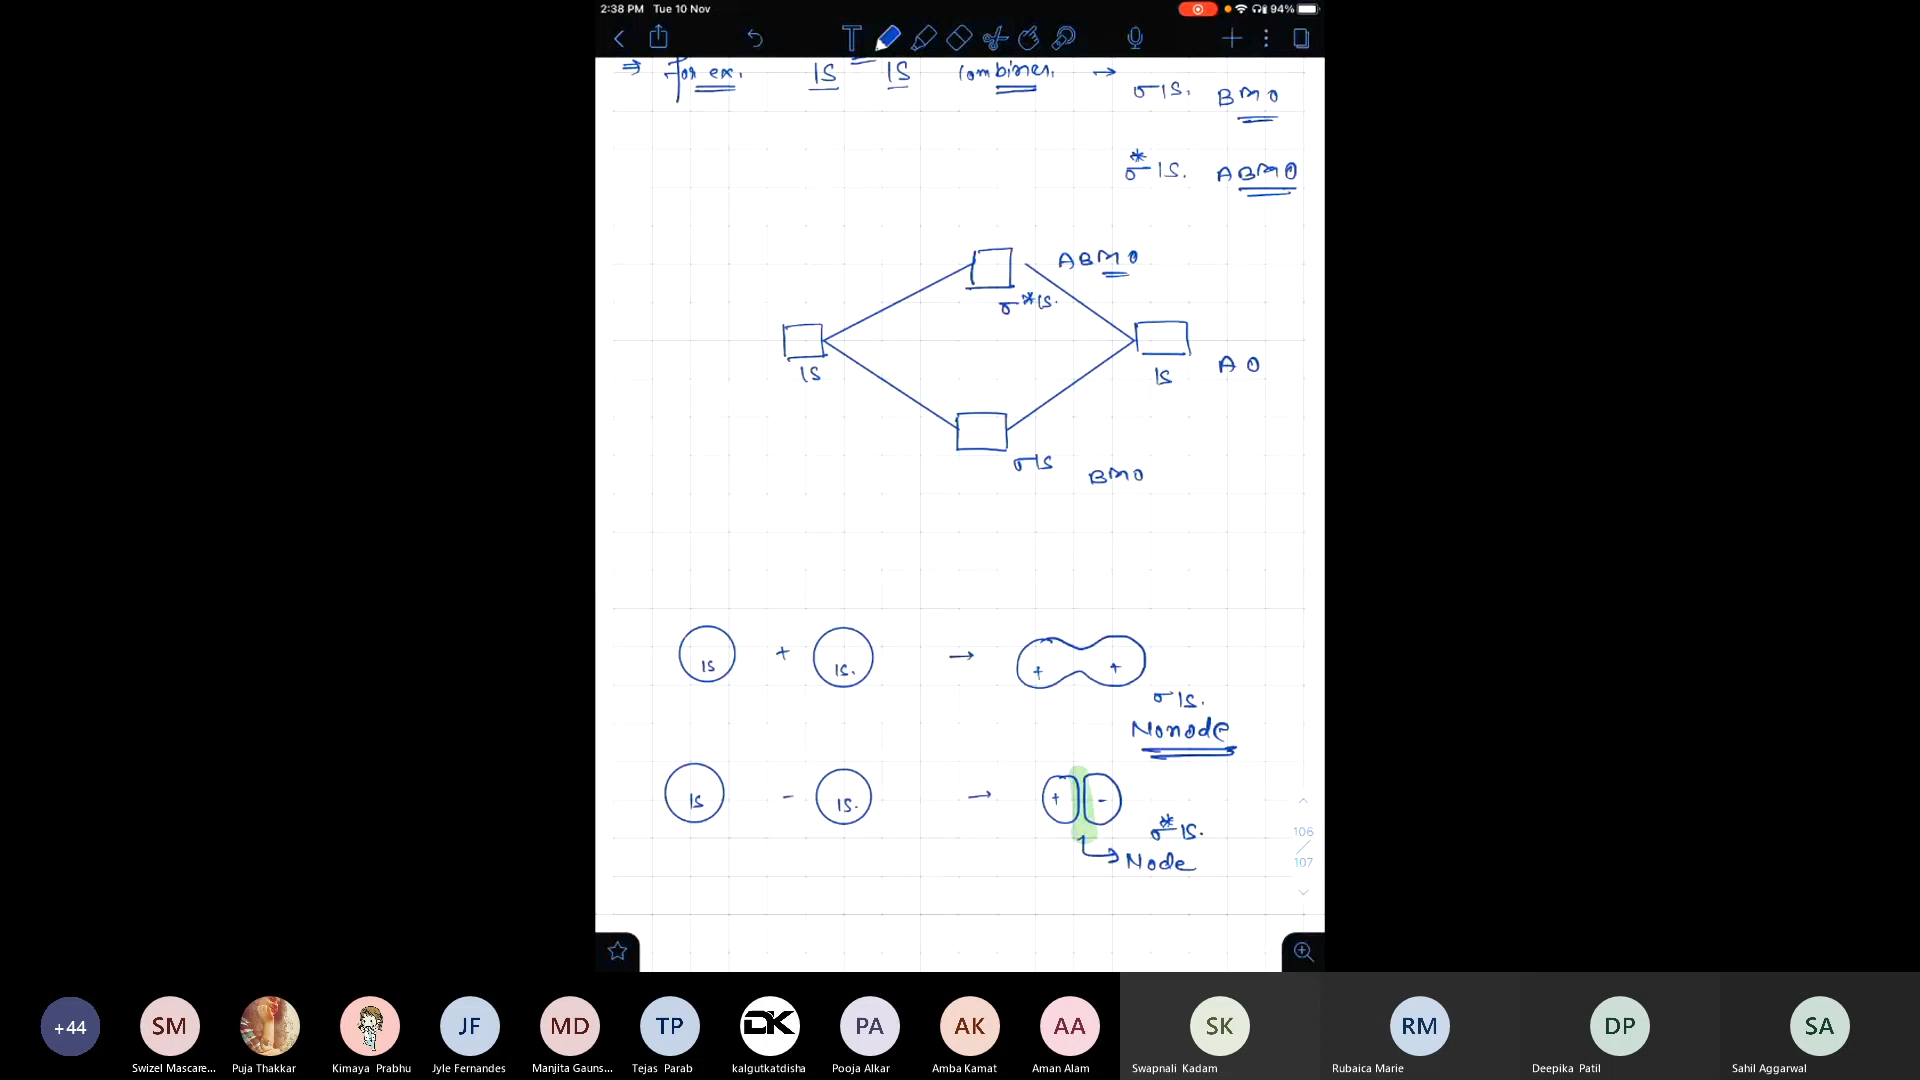 2:38 PM Tue 10 Nov 94%
⇒ For ex. 1S 1S combines. → σ1S. BMO
σ*1S. ABMO
ABMO
σ*1S.
1S 1S AO
σ1S BMO
1S + 1S. → + +
σ1S.
Nonode
1S - 1S. → + -
σ*1S.
Node
106
107
+44 SM JF MD TP DK PA AK AA SK RM DP SA
Swizel Mascare... Puja Thakkar Kimaya Prabhu Jyle Fernandes Manjita Gauns... Tejas Parab kalgutkatdisha Pooja Alkar Amba Kamat Aman Alam Swapnali Kadam Rubaica Marie Deepika Patil Sahil Aggarwal